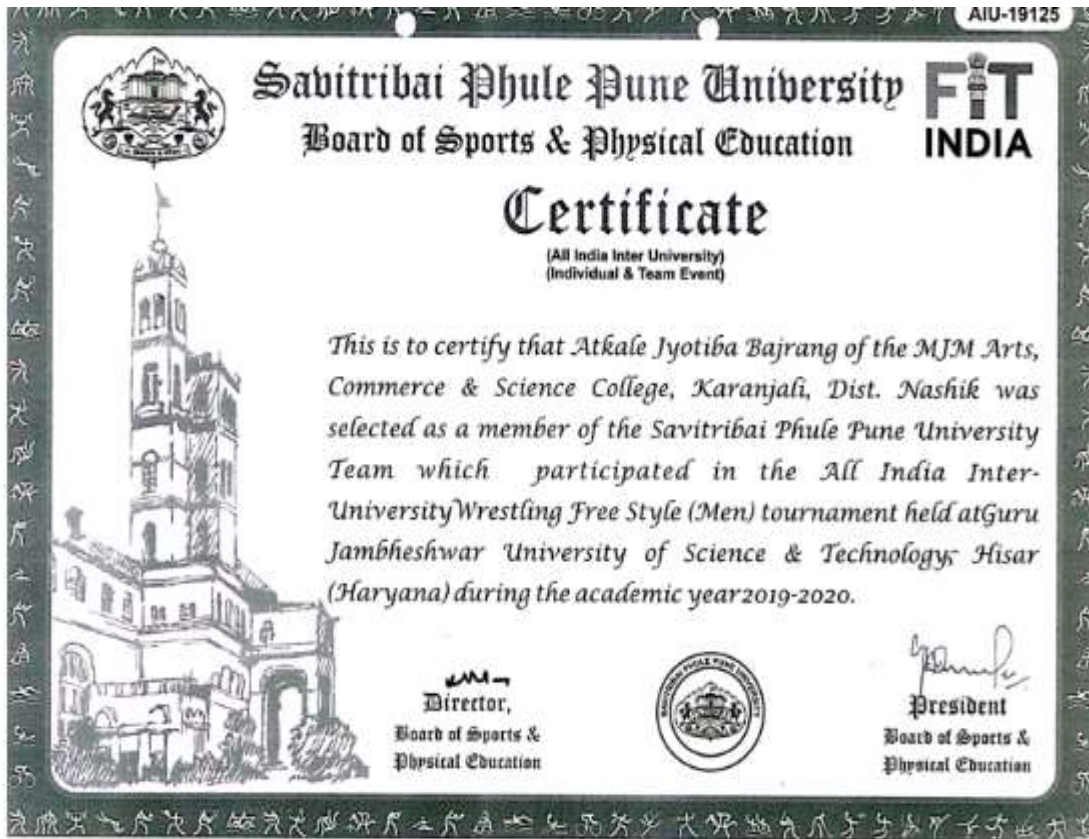 AIU-19125
Savitribai Phule Pune University
Board of Sports & Physical Education
FIT
INDIA
Certificate
(All India Inter University)
(Individual & Team Event)
This is to certify that Atkale Jyotiba Bajrang of the MJM Arts,
Commerce & Science College, Karanjali, Dist. Nashik was
selected as a member of the Savitribai Phule Pune University
Team which participated in the All India Inter-
UniversityWrestling Free Style (Men) tournament held atGuru
Jambheshwar University of Science & Technology, Hisar
(Haryana) during the academic year2019-2020.
Director,
Board of Sports &
Physical Education
SAVITRIBAI PHULE PUNE UNIVERSITY
President
Board of Sports &
Physical Education